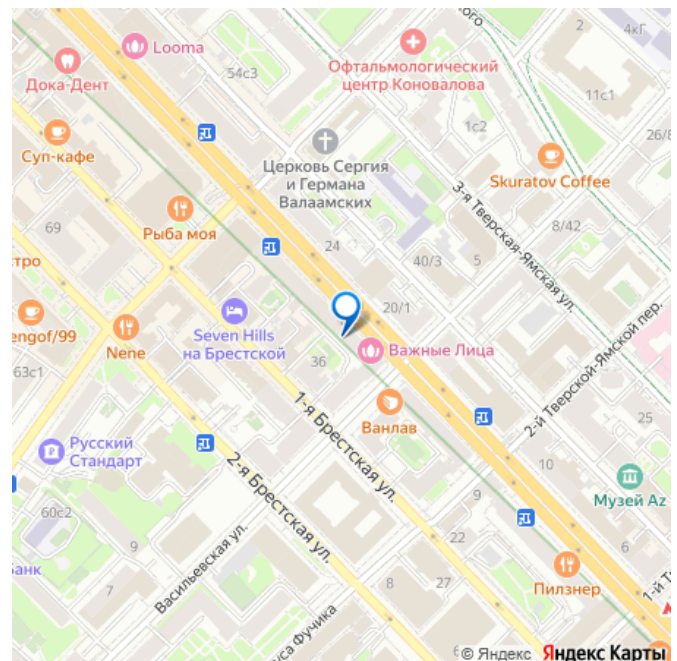 Looma
Дока-Дент
Офтальмологический
центр Коновалова
2
4кГ
54с3
11с1
1с2
26/8
Суп-кафе
Церковь Сергия
и Германа
Валаамских
Skuratov Coffee
3-я Тверская-Ямская ул.
69
Рыба моя
24
8/42
тро
40/3
5
20/1
engof/99
Nene
Seven Hills
на Брестской
36
Важные Лица
2-й Тверской-Ямской пер.
63с1
Ванлав
1-я Брестская ул.
25
Русский
Стандарт
2-я Брестская ул.
10
Музей Az
60с2
9
9
22
6
Банк
7
Васильевская ул.
8
27
Пилзнер
1-й Т
уса Фучика
6
© Яндекс Яндекс Карты